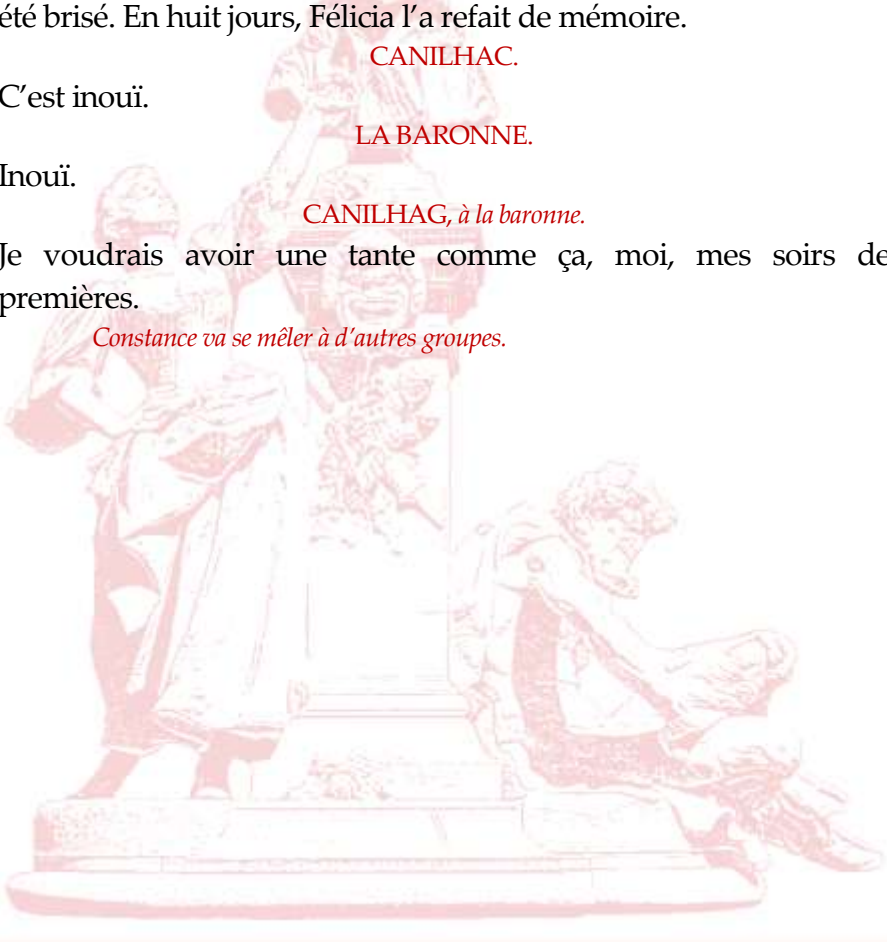 été brisé. En huit jours, Félicia l’a refait de mémoire.
CANILHAC.
C’est inouï.
LA BARONNE.
Inouï.
CANILHAG, à la baronne.
Je voudrais avoir une tante comme ça, moi, mes soirs de
premières.
Constance va se mêler à d’autres groupes.